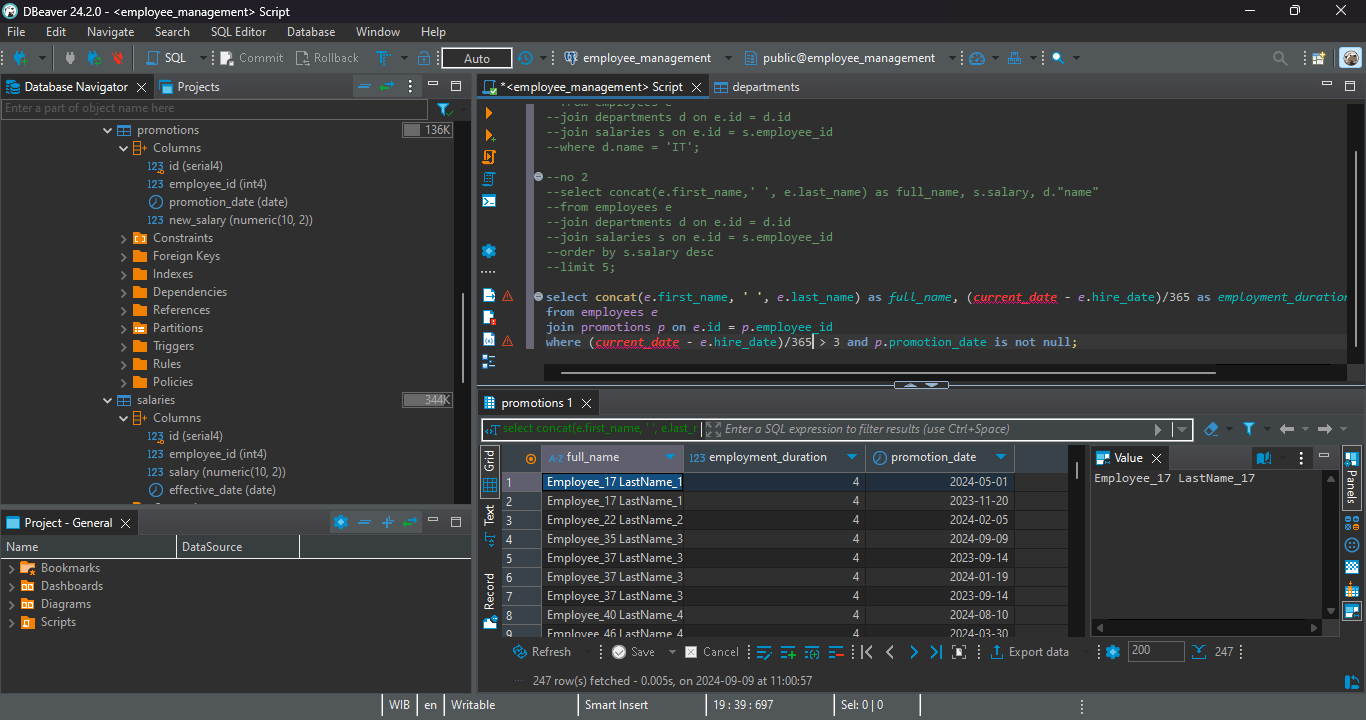 DBeaver 24.2.0 - <employee_management> Script
File Edit Navigate Search SQL Editor Database Window Help
SQL Commit Rollback Auto employee_management public@employee_management
Database Navigator Projects
Enter a part of object name here
promotions 136K
Columns
id (serial4)
employee_id (int4)
promotion_date (date)
new_salary (numeric(10, 2))
Constraints
Foreign Keys
Indexes
Dependencies
References
Partitions
Triggers
Rules
Policies
salaries 344K
Columns
id (serial4)
employee_id (int4)
salary (numeric(10, 2))
effective_date (date)
Project - General
Name DataSource
Bookmarks
Dashboards
Diagrams
Scripts
*<employee_management> Script departments
--from employees e
--join departments d on e.id = d.id
--join salaries s on e.id = s.employee_id
--where d.name = 'IT';
--no 2
--select concat(e.first_name,' ', e.last_name) as full_name, s.salary, d."name"
--from employees e
--join departments d on e.id = d.id
--join salaries s on e.id = s.employee_id
--order by s.salary desc
--limit 5;
select concat(e.first_name, ' ', e.last_name) as full_name, (current_date - e.hire_date)/365 as employment_duration
from employees e
join promotions p on e.id = p.employee_id
where (current_date - e.hire_date)/365 > 3 and p.promotion_date is not null;
promotions 1
select concat(e.first_name, ' ', e.last_r Enter a SQL expression to filter results (use Ctrl+Space)
Grid
Text
Record
full_name employment_duration promotion_date
1 Employee_17 LastName_1 4 2024-05-01
2 Employee_17 LastName_1 4 2023-11-20
3 Employee_22 LastName_2 4 2024-02-05
4 Employee_35 LastName_3 4 2024-09-09
5 Employee_37 LastName_3 4 2023-09-14
6 Employee_37 LastName_3 4 2024-01-19
7 Employee_37 LastName_3 4 2023-09-14
8 Employee_40 LastName_4 4 2024-08-10
9 Employee_46 LastName_4 4 2024-03-30
Value
Employee_17 LastName_17
Panels
Refresh Save Cancel Export data 200 247
247 row(s) fetched - 0.005s, on 2024-09-09 at 11:00:57
WIB en Writable Smart Insert 19 : 39 : 697 Sel: 0 | 0